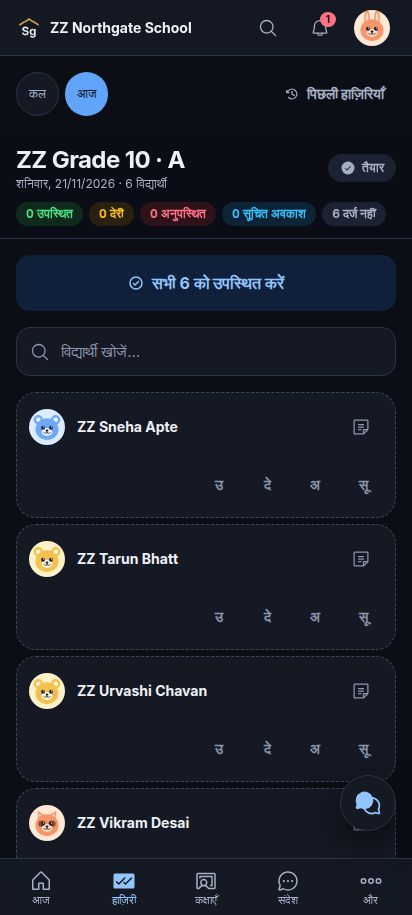 Sg ZZ Northgate School 1
कल आज पिछली हाज़िरियाँ
ZZ Grade 10 · A
शनिवार, 21/11/2026 · 6 विद्यार्थी
तैयार
0 उपस्थित 0 देरी 0 अनुपस्थित 0 सूचित अवकाश 6 दर्ज नहीं
सभी 6 को उपस्थित करें
विद्यार्थी खोजें...
ZZ Sneha Apte
उ दे अ सू
ZZ Tarun Bhatt
उ दे अ सू
ZZ Urvashi Chavan
उ दे अ सू
ZZ Vikram Desai
आज हाज़िरी कक्षाएँ संदेश और